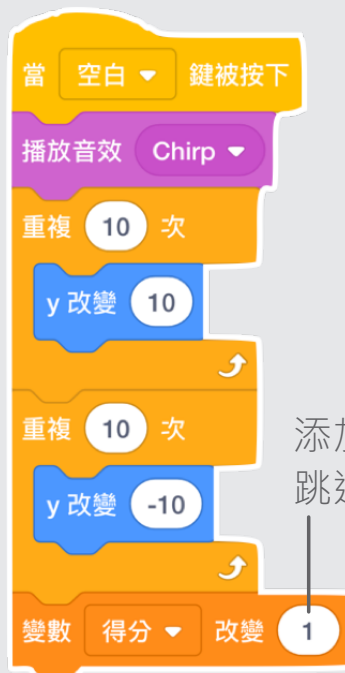 當 空白 鍵被按下
播放音效 Chirp
重複 10 次
y 改變 10
重複 10 次
y 改變 -10
添
跳
變數 得分 改變 1